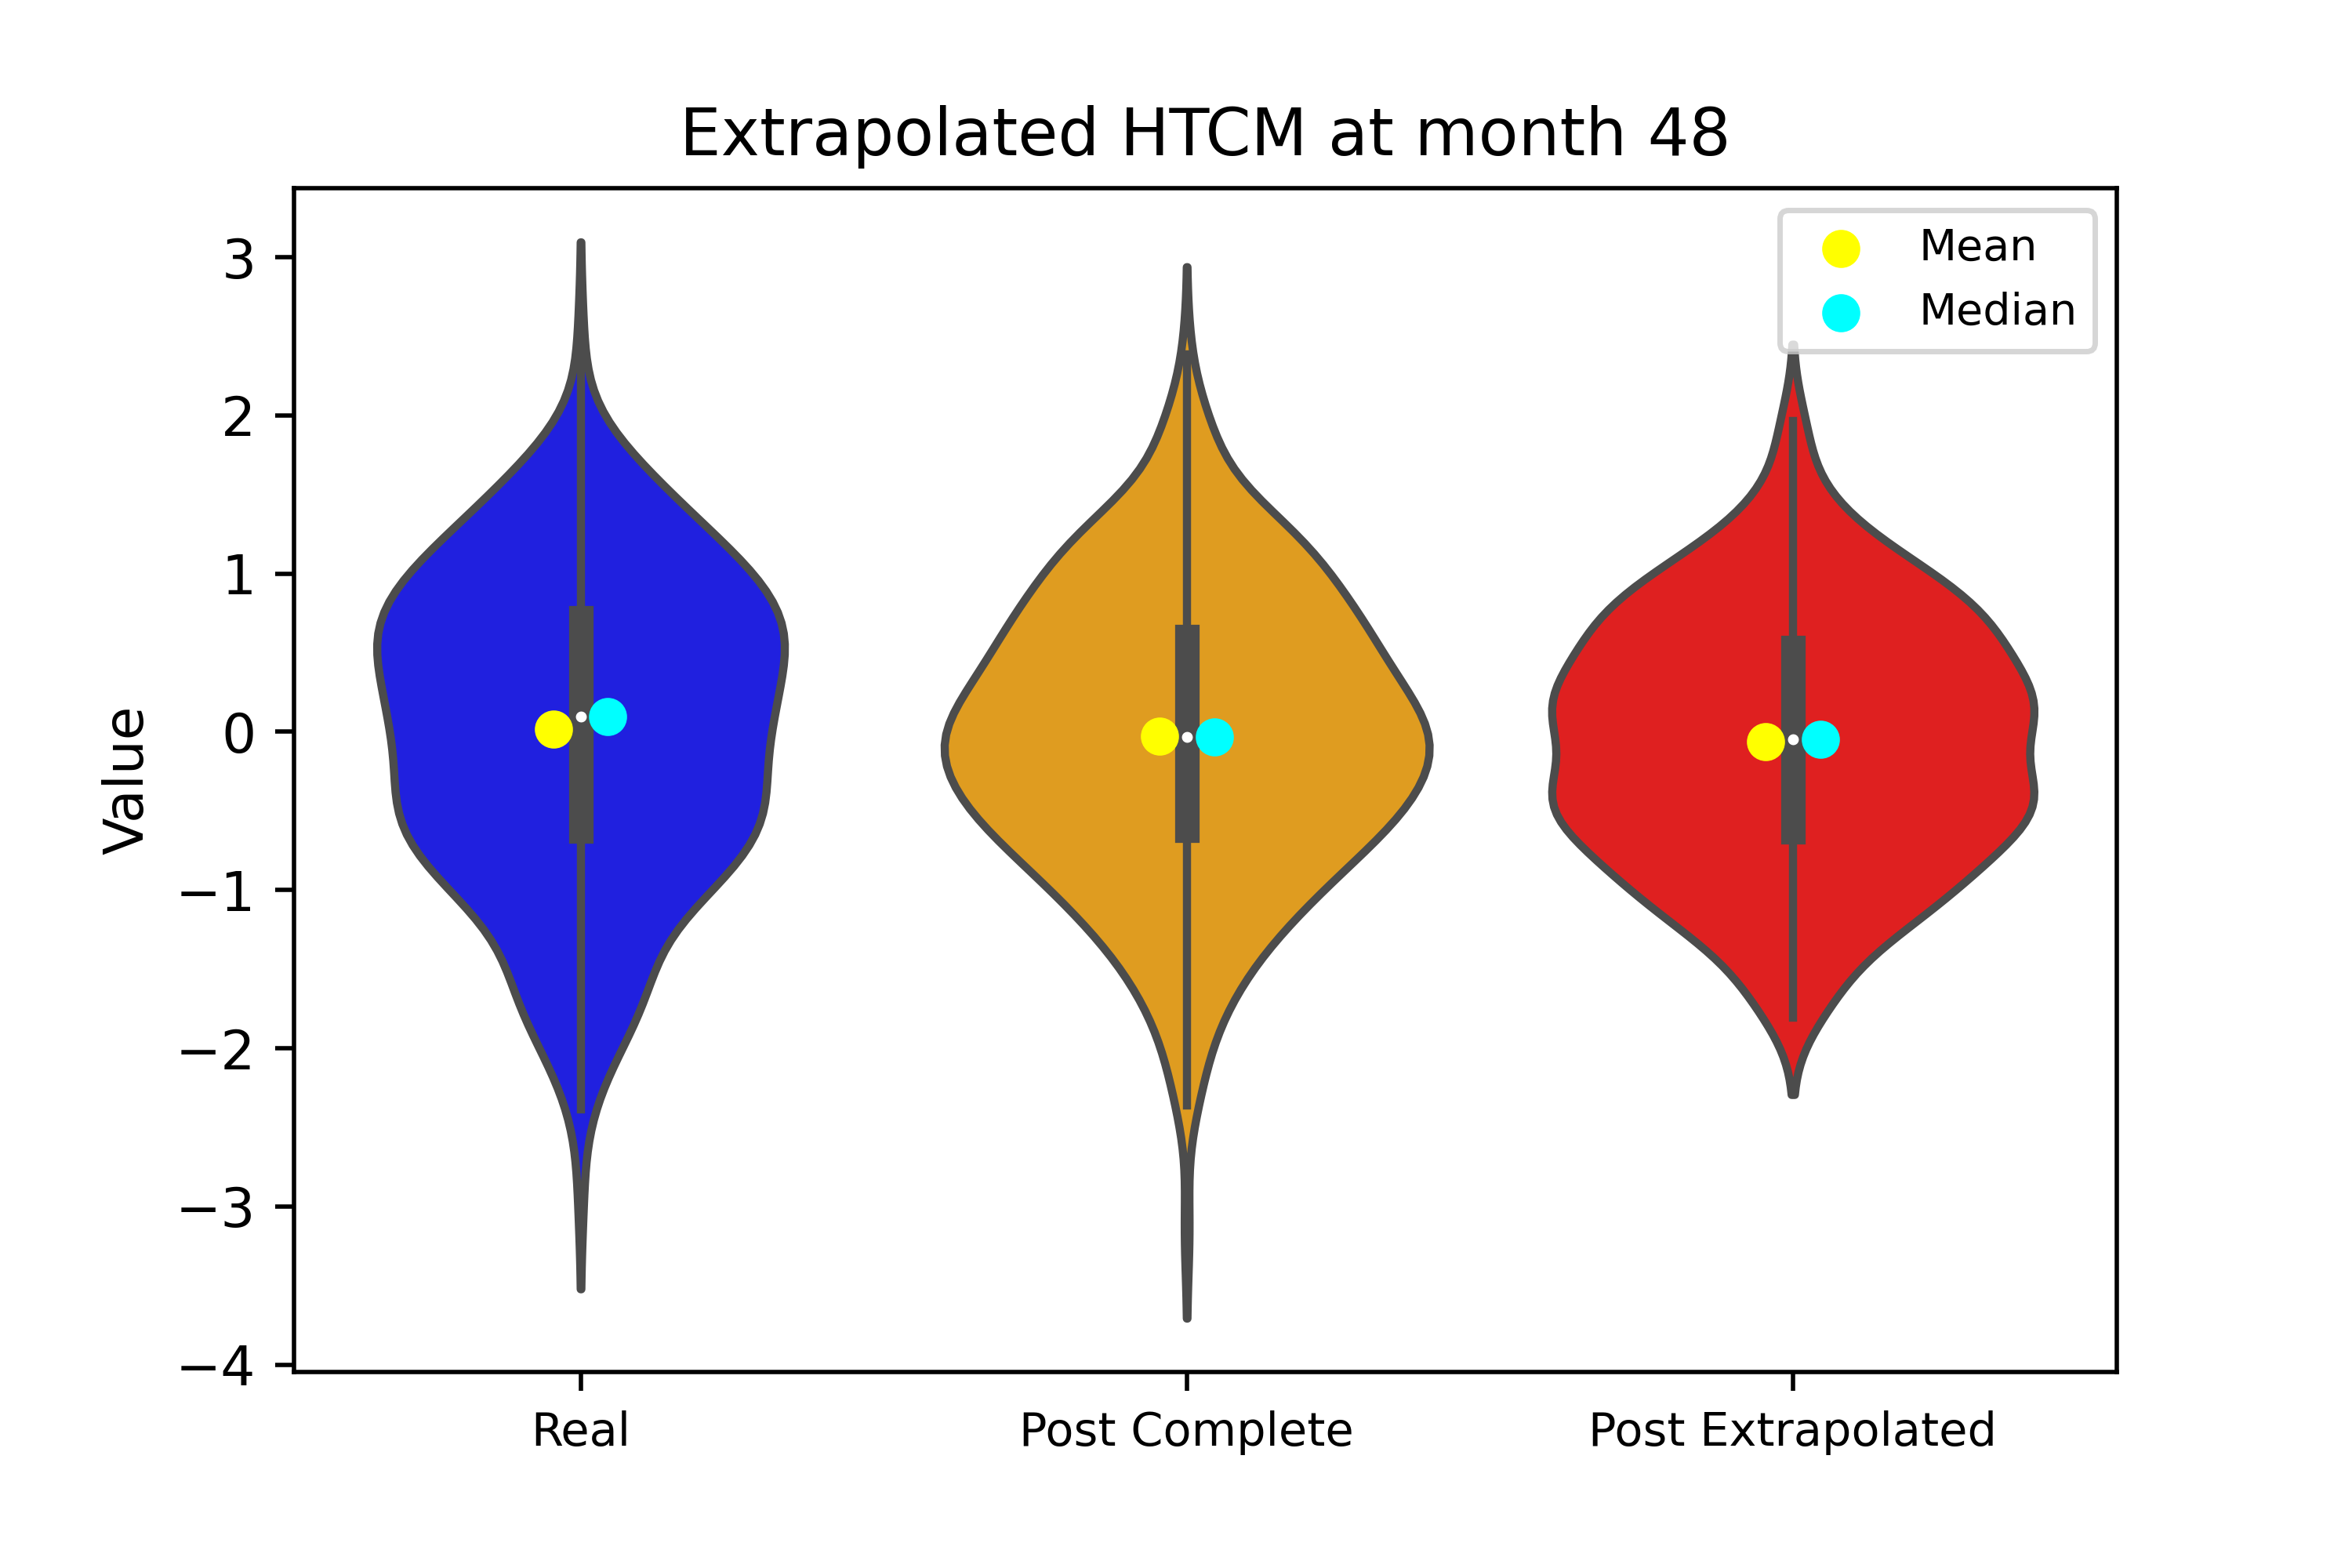 Extrapolated HTCM at month 48
Mean
Median
3
2
1
0
−1
−2
−3
−4
Value
Real
Post Complete
Post Extrapolated